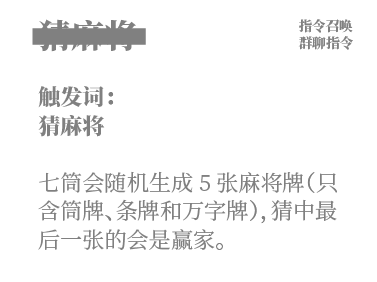 猜麻将
指令召唤
群聊指令
触发词：
猜麻将
七筒会随机生成 5 张麻将牌（只
含筒牌、条牌和万字牌），猜中最
后一张的会是赢家。